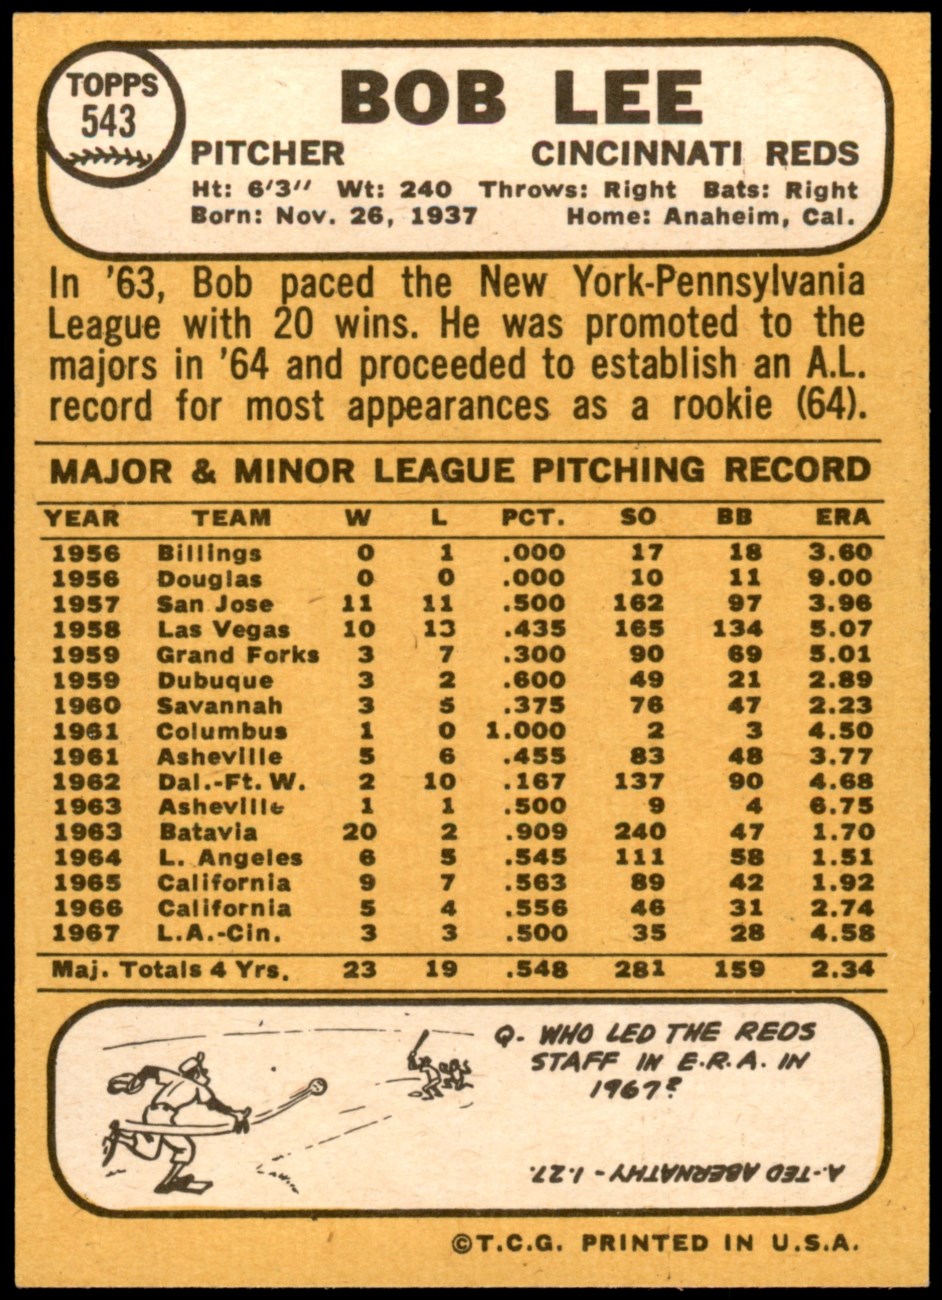 TOPPS
543
BOB LEE
PITCHER CINCINNATI REDS
Ht: 6'3" Wt: 240 Throws: Right Bats: Right
Born: Nov. 26, 1937 Home: Anaheim, Cal.
In '63, Bob paced the New York-Pennsylvania
League with 20 wins. He was promoted to the
majors in '64 and proceeded to establish an A.L.
record for most appearances as a rookie (64).
MAJOR & MINOR LEAGUE PITCHING RECORD
YEAR TEAM W L PCT. SO BB ERA
1956 Billings 0 1 .000 17 18 3.60
1956 Douglas 0 0 .000 10 11 9.00
1957 San Jose 11 11 .500 162 97 3.96
1958 Las Vegas 10 13 .435 165 134 5.07
1959 Grand Forks 3 7 .300 90 69 5.01
1959 Dubuque 3 2 .600 49 21 2.89
1960 Savannah 3 5 .375 76 47 2.23
1961 Columbus 1 0 1.000 2 3 4.50
1961 Asheville 5 6 .455 83 48 3.77
1962 Dal.-Ft. W. 2 10 .167 137 90 4.68
1963 Asheville 1 1 .500 9 4 6.75
1963 Batavia 20 2 .909 240 47 1.70
1964 L. Angeles 6 5 .545 111 58 1.51
1965 California 9 7 .563 89 42 1.92
1966 California 5 4 .556 46 31 2.74
1967 L.A.-Cin. 3 3 .500 35 28 4.58
Maj. Totals 4 Yrs. 23 19 .548 281 159 2.34
Q. WHO LED THE REDS
STAFF IN E.R.A. IN
1967?
A-TED ABERNATHY - 1.27.
©T.C.G. PRINTED IN U.S.A.